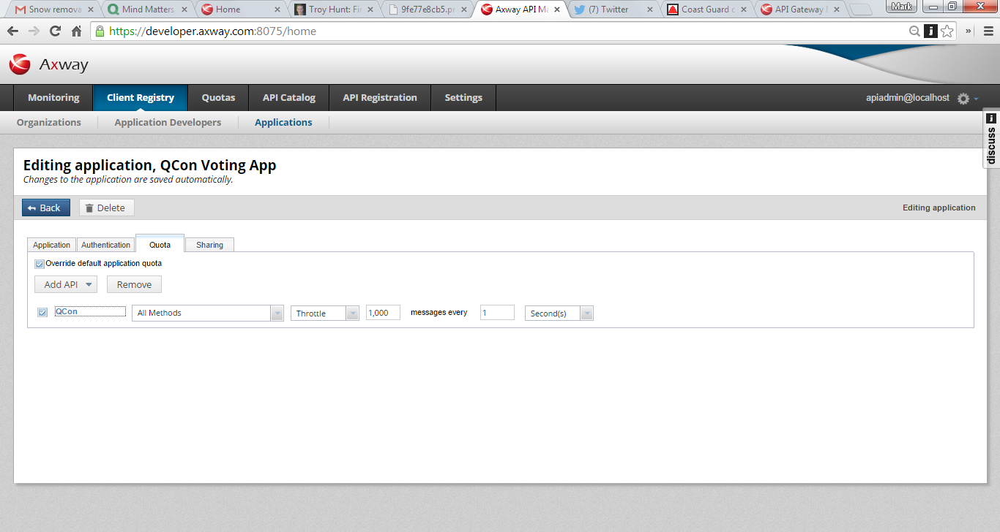 Snow remova
Mind Matters
Home
Troy Hunt: Fi
9fe77e8cb5.pr
Axway API Ma
(7) Twitter
Coast Guard c
API Gateway
Mark
https://developer.axway.com:8075/home
Axway
Monitoring
Client Registry
Quotas
API Catalog
API Registration
Settings
apiadmin@localhost
Organizations
Application Developers
Applications
discuss
Editing application, QCon Voting App
Changes to the application are saved automatically.
Back
Delete
Editing application
Application
Authentication
Quota
Sharing
Override default application quota
Add API
Remove
QCon
All Methods
Throttle
1,000
messages every
1
Second(s)